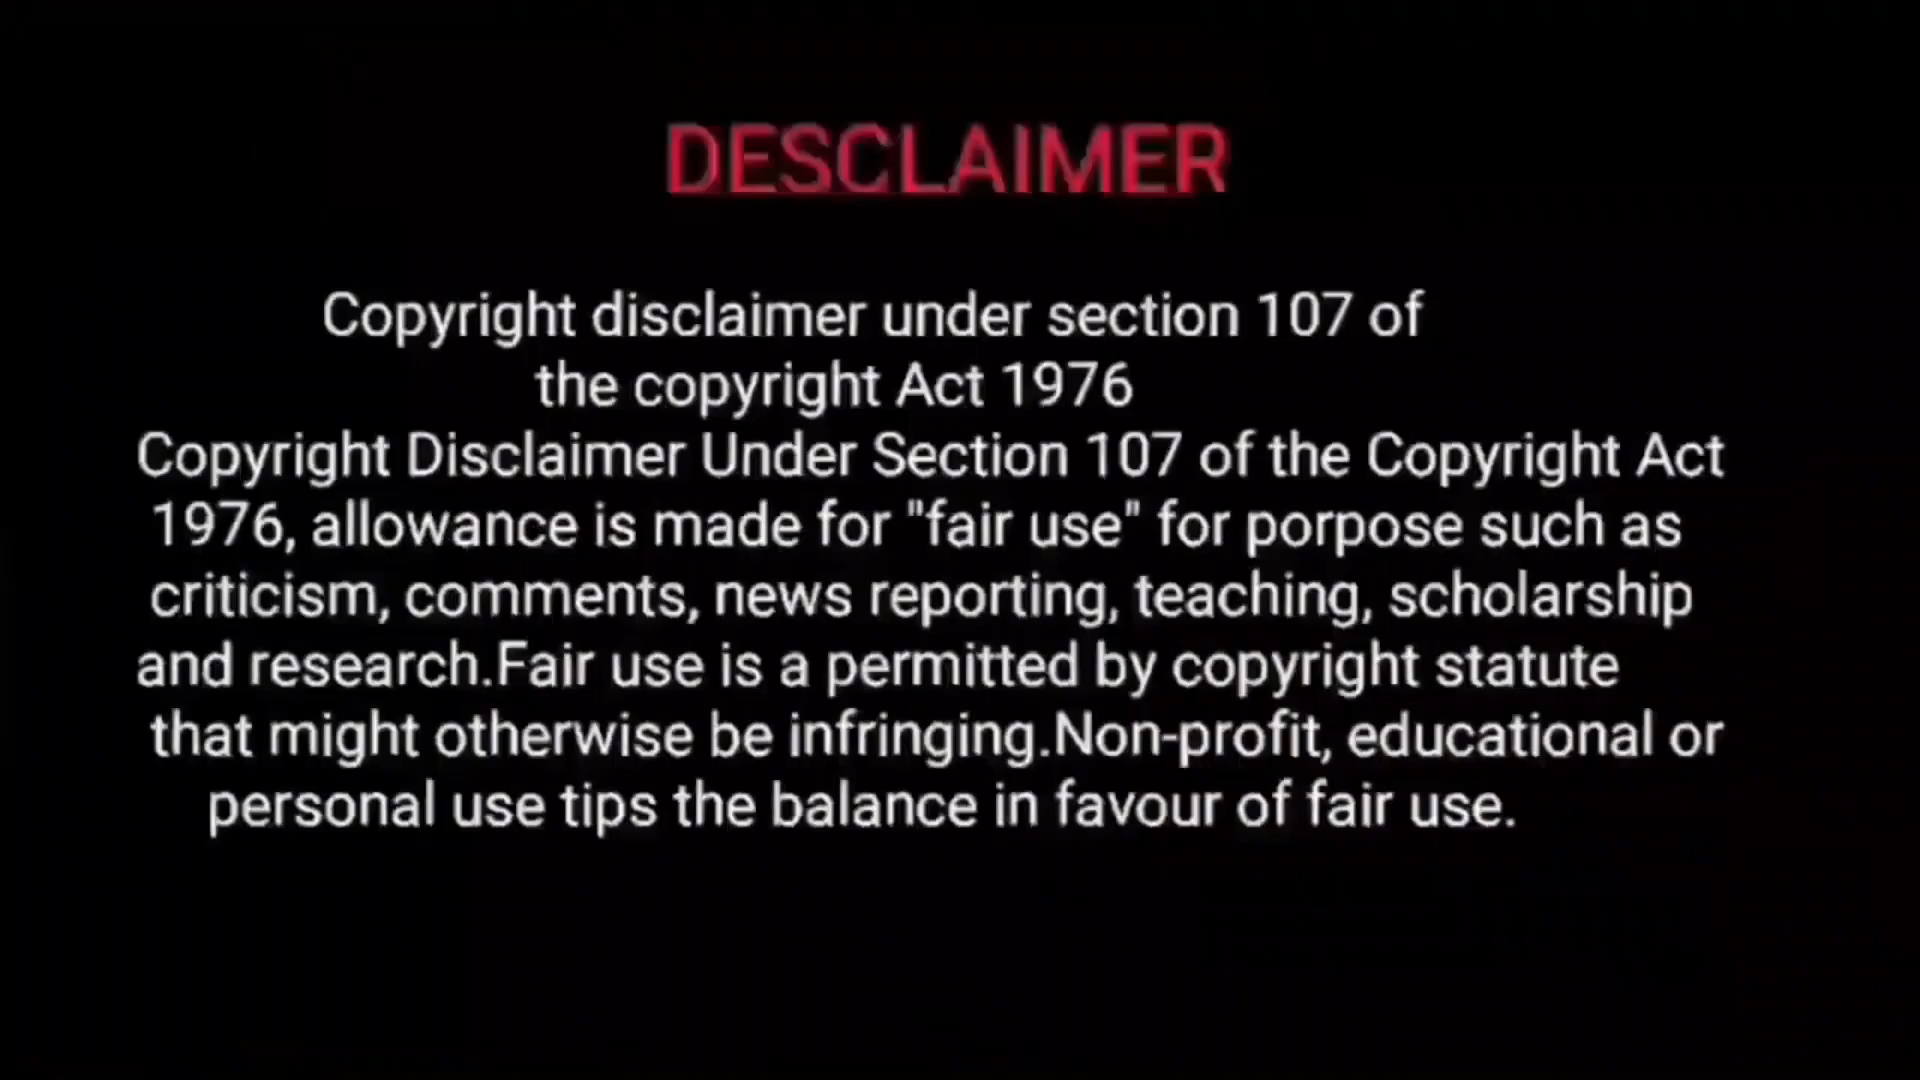 DESCLAIMER
Copyright disclaimer under section 107 of
the copyright Act 1976
Copyright Disclaimer Under Section 107 of the Copyright Act
1976, allowance is made for "fair use" for porpose such as
criticism, comments, news reporting, teaching, scholarship
and research.Fair use is a permitted by copyright statute
that might otherwise be infringing.Non-profit, educational or
personal use tips the balance in favour of fair use.